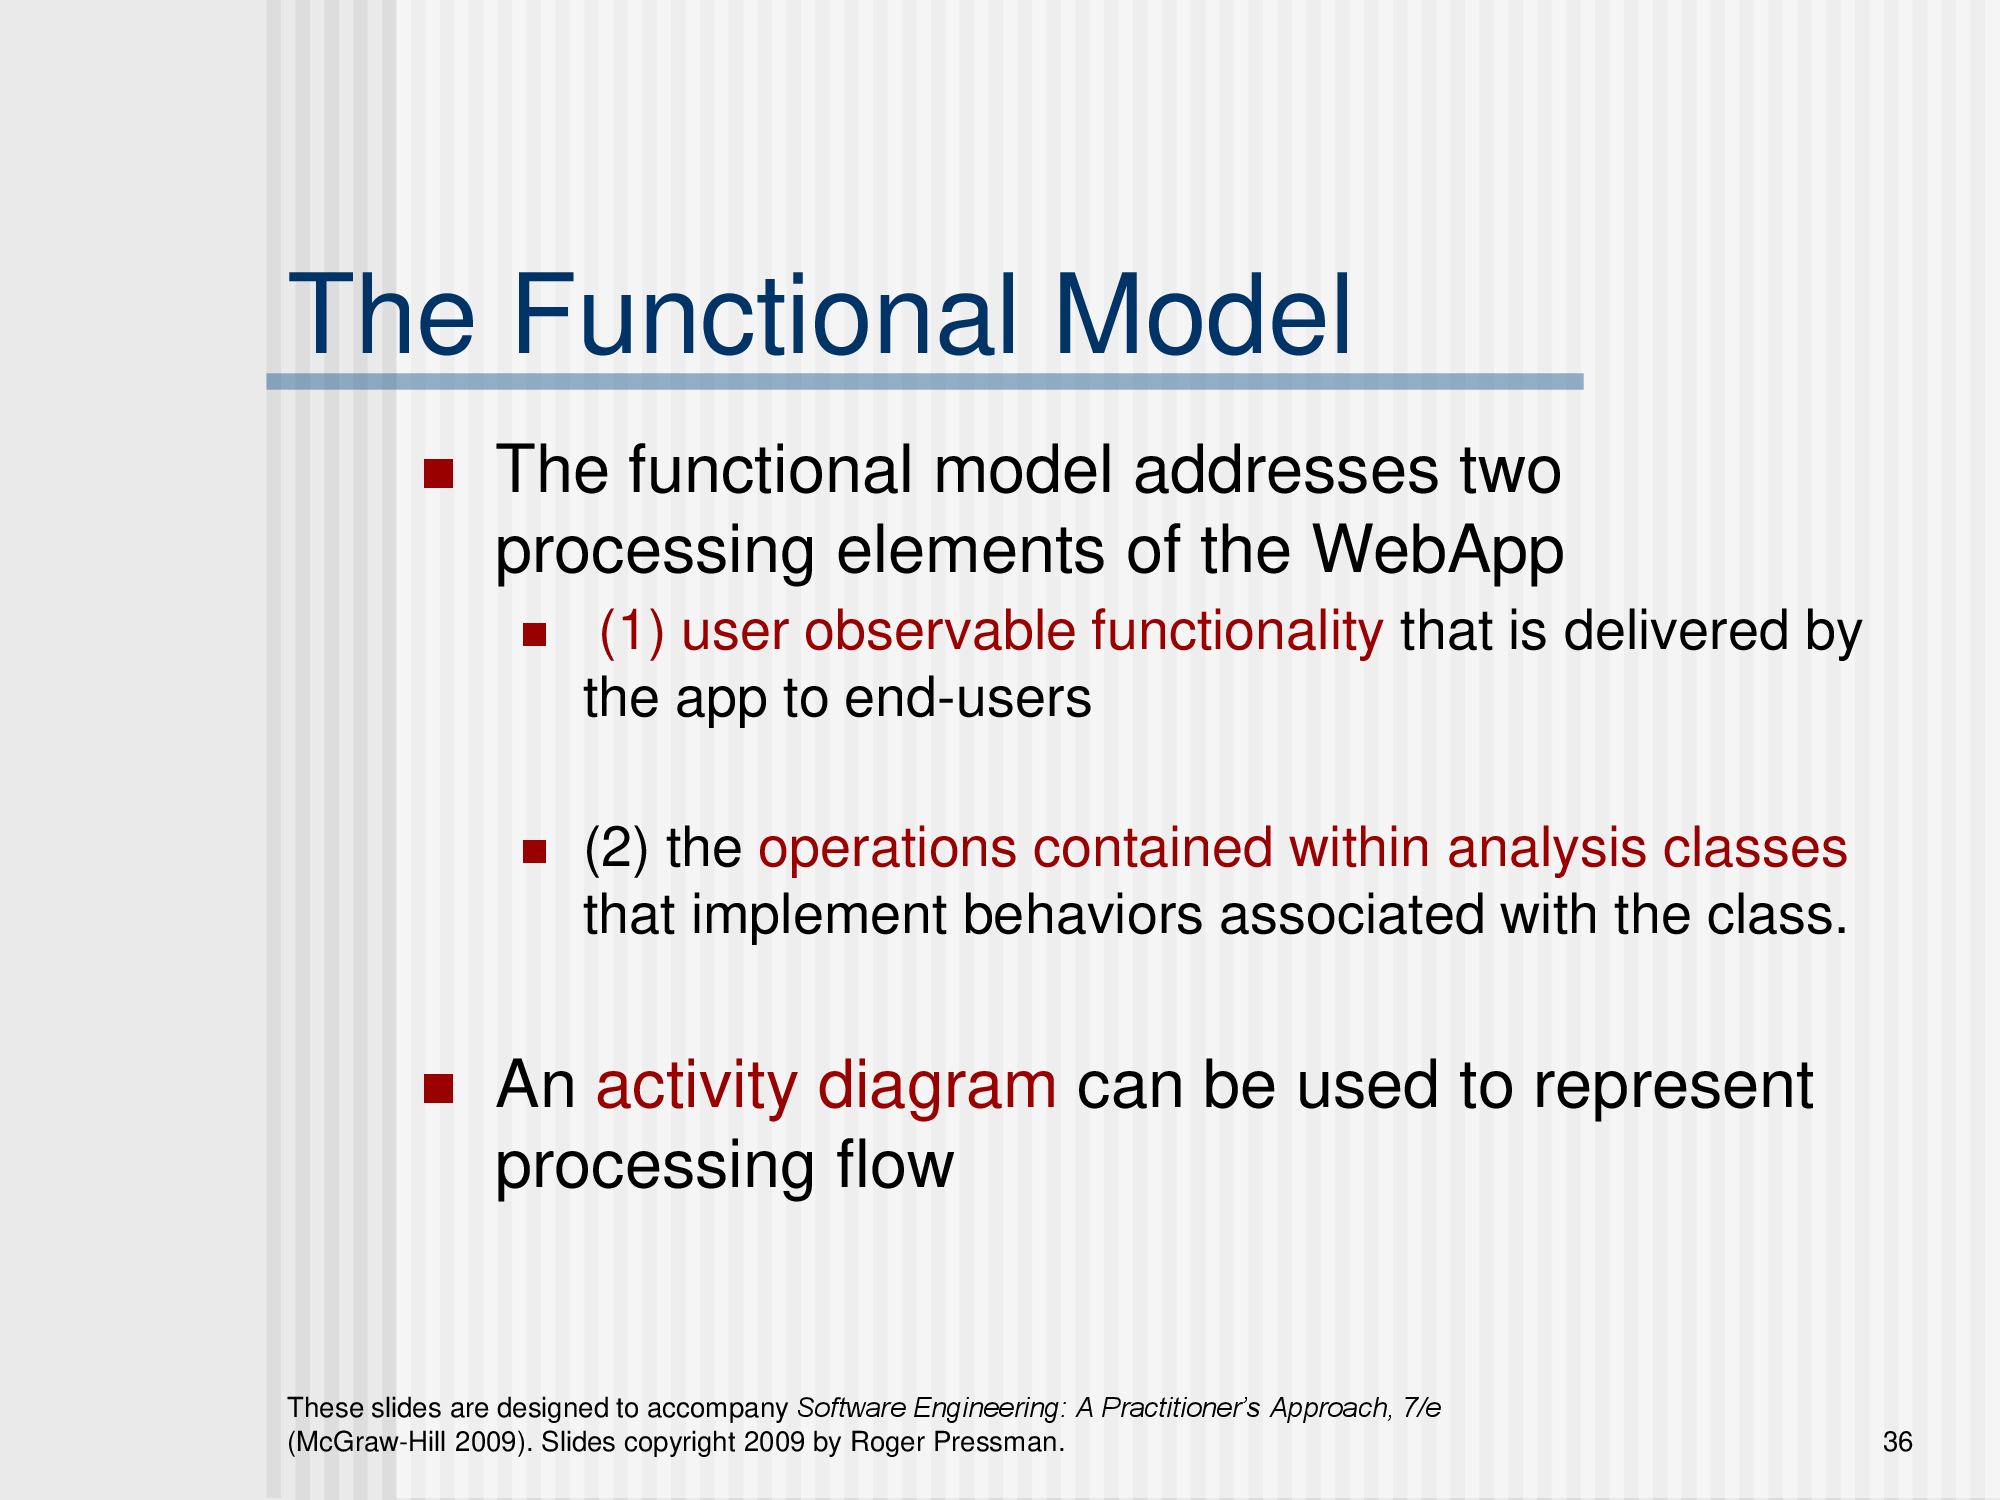 The Functional Model
The functional model addresses two
processing elements of the WebApp
(1) user observable functionality that is delivered by
the app to end-users
(2) the operations contained within analysis classes
that implement behaviors associated with the class.
An activity diagram can be used to represent
processing flow
These slides are designed to accompany Software Engineering: A Practitioner’s Approach, 7/e
(McGraw-Hill 2009). Slides copyright 2009 by Roger Pressman.
36